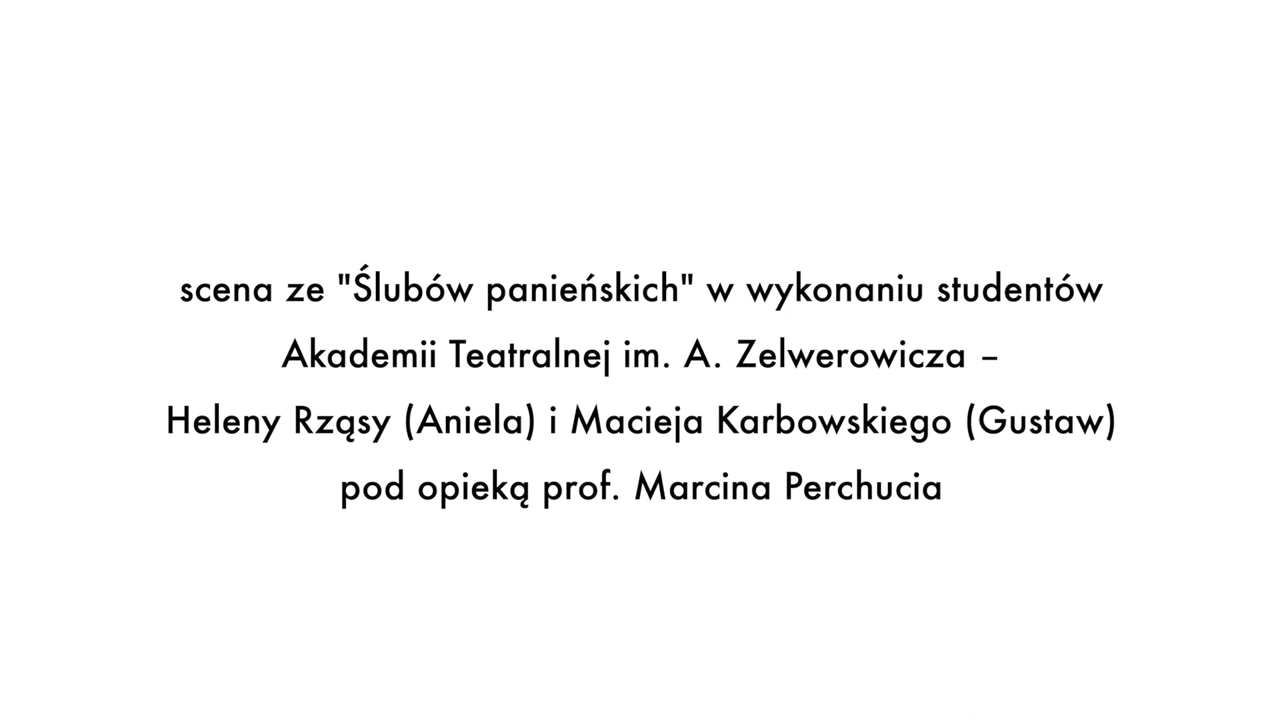 scena ze "Ślubów panieńskich" w wykonaniu studentów
Akademii Teatralnej im. A. Zelwerowicza –
Heleny Rząsy (Aniela) i Macieja Karbowskiego (Gustaw)
pod opieką prof. Marcina Perchucia